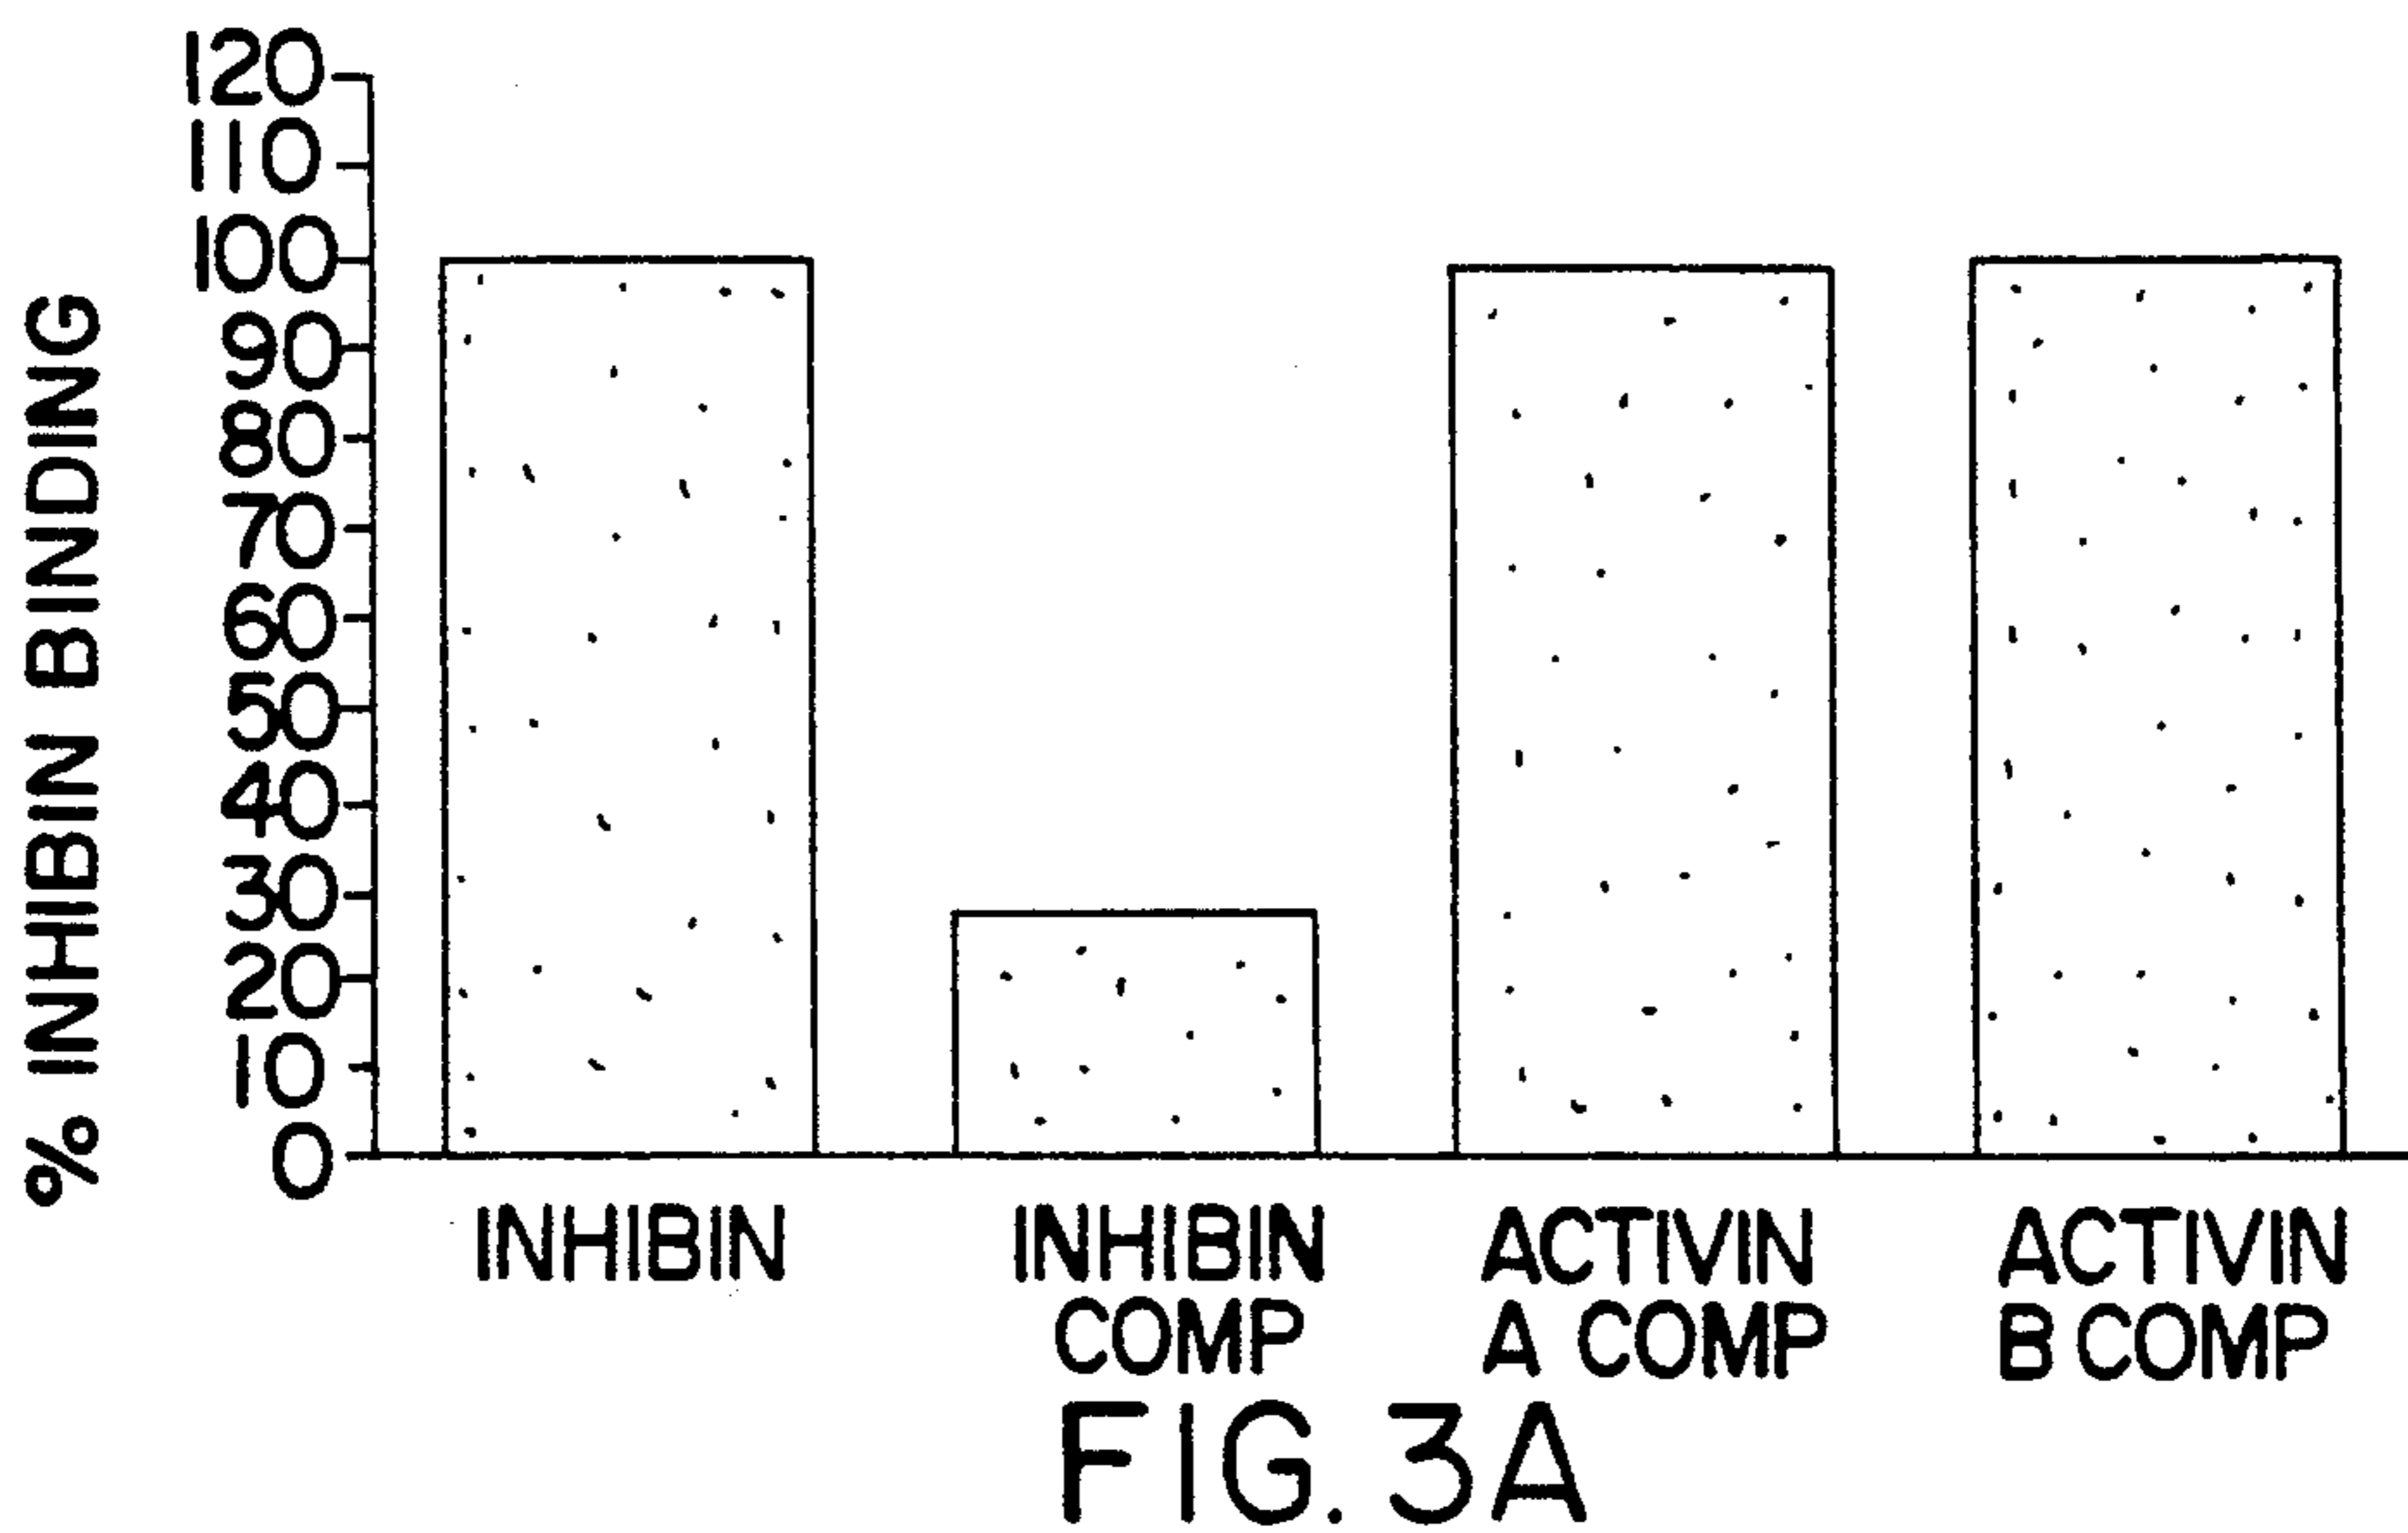 % INHIBIN BINDING
120
110
100
90
80
70
60
50
40
30
20
10
0
INHIBIN
INHIBIN
COMP
ACTIVIN
A COMP
ACTIVIN
B COMP
FIG. 3A